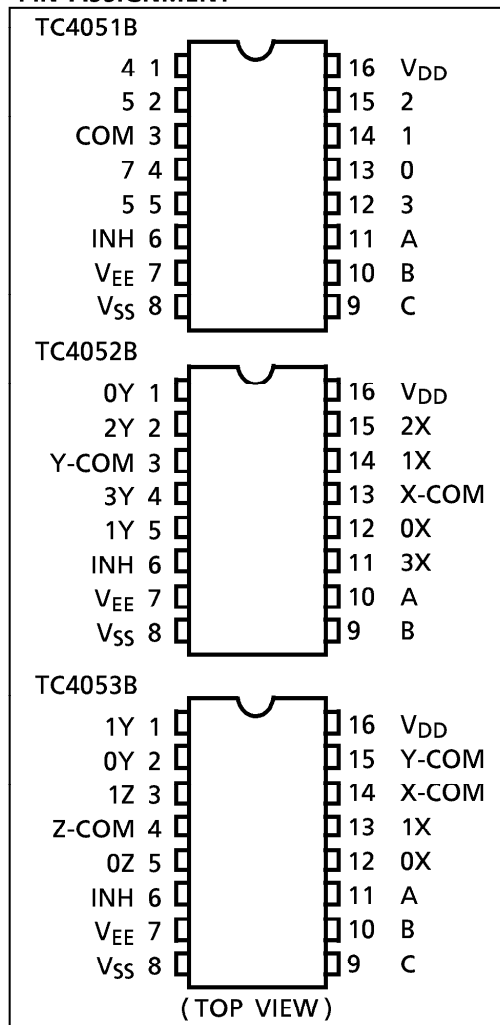 TC4051B
4 1 16 VDD
5 2 15 2
COM 3 14 1
7 4 13 0
5 5 12 3
INH 6 11 A
VEE 7 10 B
VSS 8 9 C
TC4052B
0Y 1 16 VDD
2Y 2 15 2X
Y-COM 3 14 1X
3Y 4 13 X-COM
1Y 5 12 0X
INH 6 11 3X
VEE 7 10 A
VSS 8 9 B
TC4053B
1Y 1 16 VDD
0Y 2 15 Y-COM
1Z 3 14 X-COM
Z-COM 4 13 1X
0Z 5 12 0X
INH 6 11 A
VEE 7 10 B
VSS 8 9 C
(TOP VIEW)